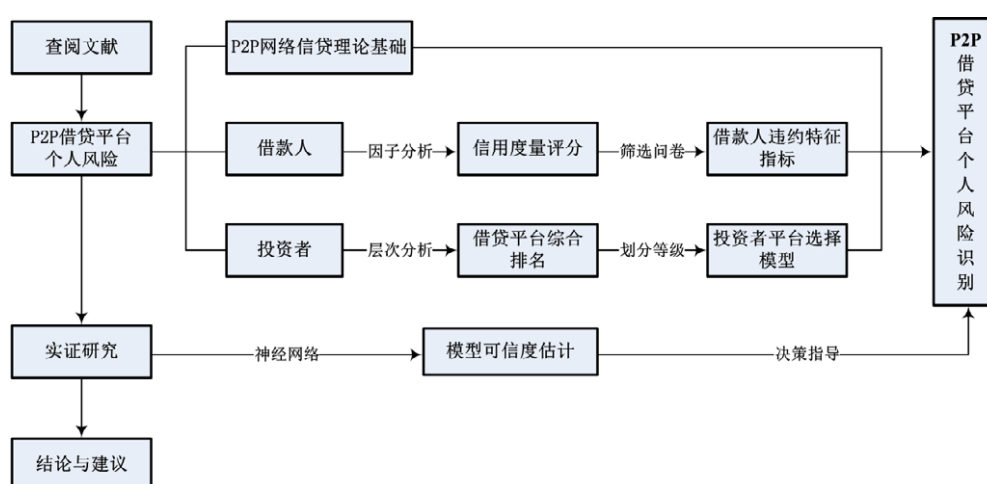 查阅文献
P2P网络信贷理论基础
P2P
借
贷
平
台
个
人
风
险
识
别
P2P借贷平台
个人风险
借款人
因子分析
信用度量评分
筛选问卷
借款人违约特征
指标
投资者
层次分析
借贷平台综合
排名
划分等级
投资者平台选择
模型
实证研究
神经网络
模型可信度估计
决策指导
结论与建议